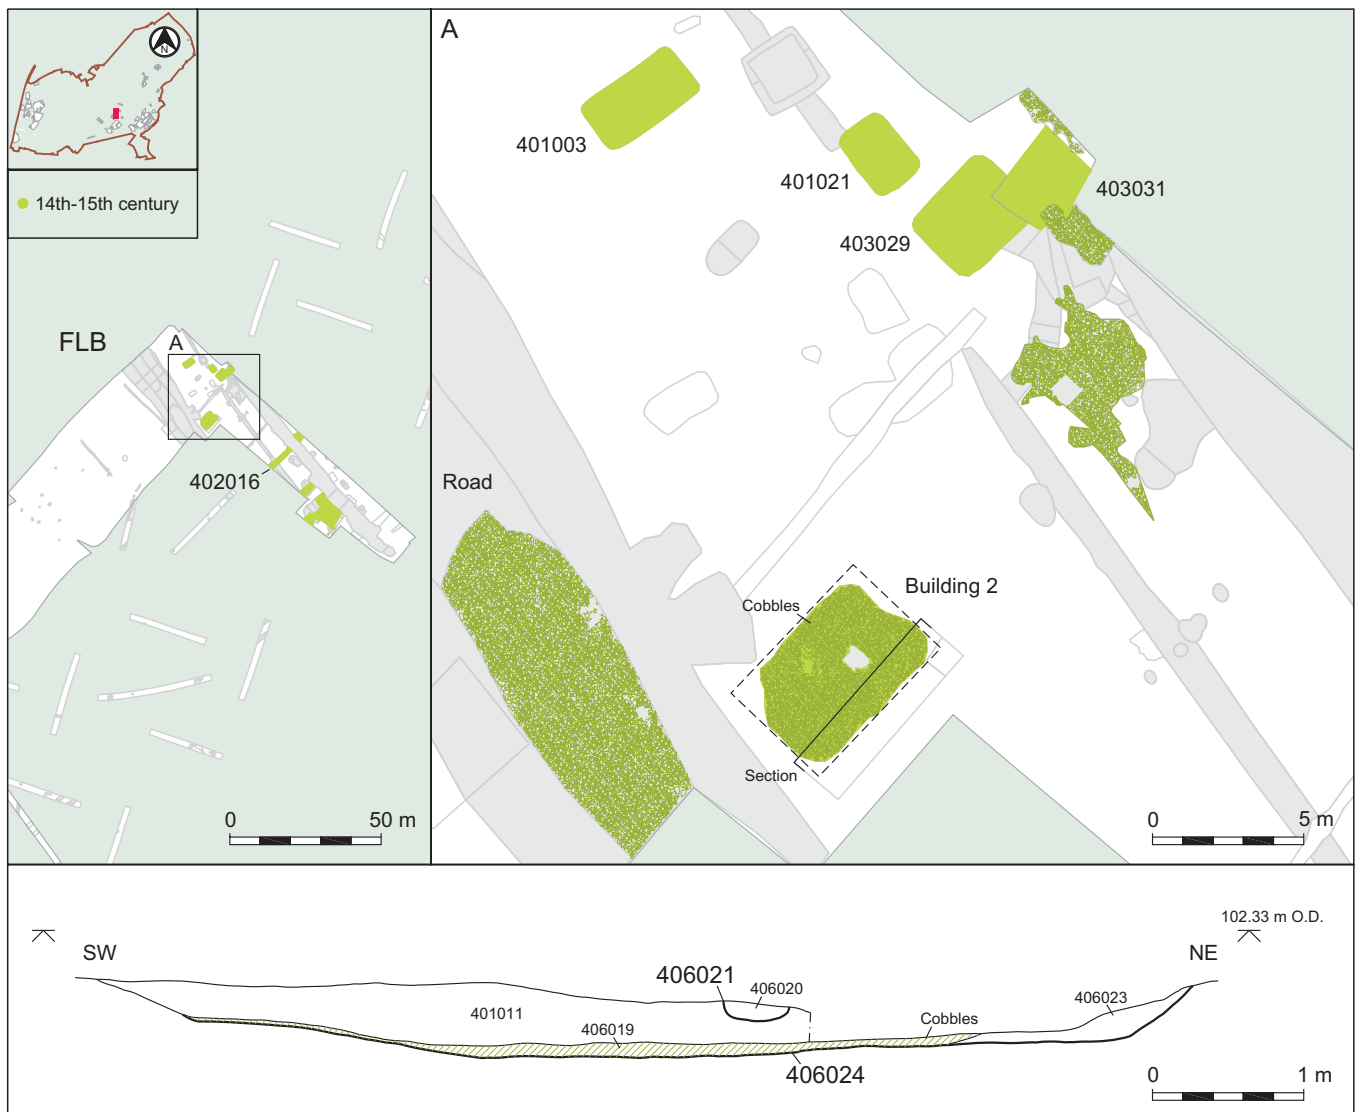 N
14th-15th century
FLB
A
402016
0 50 m
A
401003
401021
403029
403031
Road
Cobbles
Building 2
Section
0 5 m
102.33 m O.D.
SW
NE
406021
406020
401011
406019
406023
Cobbles
406024
0 1 m